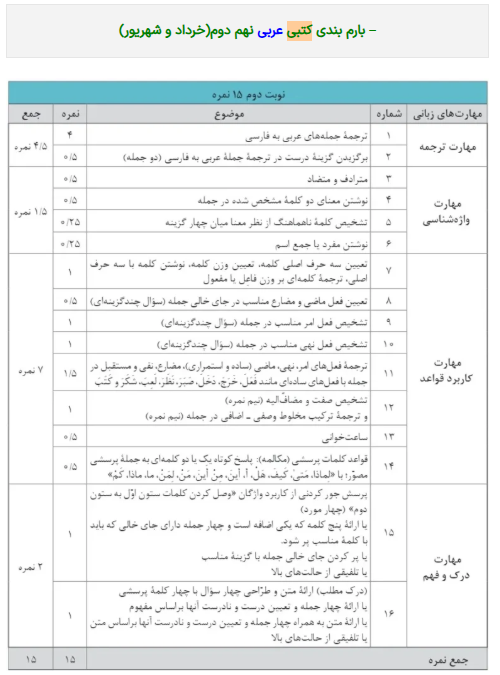 – بارم بندی کتبی عربی نهم دوم(خرداد و شهریور)
نوبت دوم ۱۵ نمره
مهارت‌های زبانی شماره موضوع نمره جمع
مهارت ترجمه ۱ ترجمهٔ جمله‌های عربی به فارسی ۴ ۴/۵ نمره
۲ برگزیدن گزینهٔ درست در ترجمهٔ جملهٔ عربی به فارسی (دو جمله) ۰/۵
مهارت واژه‌شناسی ۳ مترادف و متضاد ۰/۵ ۱/۵ نمره
۴ نوشتن معنای دو کلمهٔ مشخص شده در جمله ۰/۵
۵ تشخیص کلمهٔ ناهماهنگ از نظر معنا میان چهار گزینه ۰/۲۵
۶ نوشتن مفرد یا جمع اسم ۰/۲۵
مهارت کاربرد قواعد ۷ تعیین سه حرف اصلی کلمه، تعیین وزن کلمه، نوشتن کلمه با سه حرف ۱ ۷ نمره
اصلی، ترجمهٔ کلمه‌ای بر وزن فاعِل یا مفعول
۸ تعیین فعل ماضی و مضارع مناسب در جای خالی جمله (سؤال چندگزینه‌ای) ۰/۵
۹ تشخیص فعل امر مناسب در جمله (سؤال چندگزینه‌ای) ۱
۱۰ تشخیص فعل نهی مناسب در جمله (سؤال چندگزینه‌ای) ۱
۱۱ ترجمهٔ فعل‌های امر، نهی، ماضی (ساده و استمراری)، مضارع، نفی و مستقبل در ۱/۵
جمله با فعل‌های ساده‌ای مانند فَعَلَ، خَرَجَ، دَخَلَ، صَبَرَ، نَظَرَ، لَعِبَ، شَکَرَ و کَتَبَ
۱۲ تشخیص صفت و مضافٌ‌الیه (نیم نمره) ۱
و ترجمهٔ ترکیب مخلوط وصفی ـ اضافی در جمله (نیم نمره)
۱۳ ساعت‌خوانی ۰/۵
۱۴ قواعد کلمات پرسشی (مکالمه): پاسخ کوتاه یک یا دو کلمه‌ای به جملهٔ پرسشی ۰/۵
مصوّر؛ با «لِماذا، مَتیٰ، کَیفَ، هَل، أ، أَینَ، مِنْ أَینَ، مَنْ، لِمَنْ، ما، ماذا، کَمْ»
مهارت درک و فهم ۱۵ پرسش جور کردنی از کاربرد واژگان «وصل کردن کلمات ستون اوّل به ستون ۱ ۲ نمره
دوم» (چهار مورد)
یا ارائهٔ پنج کلمه که یکی اضافه است و چهار جمله دارای جای خالی که باید
با کلمهٔ مناسب پر شود.
یا پر کردن جای خالی جمله با گزینهٔ مناسب
یا تلفیقی از حالت‌های بالا
۱۶ (درک مطلب) ارائهٔ متن و طرّاحی چهار سؤال با چهار کلمهٔ پرسشی ۱
یا ارائهٔ چهار جمله و تعیین درست و نادرست آنها براساس مفهوم
یا ارائهٔ متن به همراه چهار جمله و تعیین درست و نادرست آنها براساس متن
یا تلفیقی از حالت‌های بالا
جمع نمره ۱۵ ۱۵